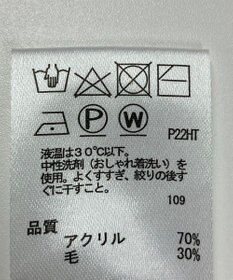 P W P22HT
液温は30℃以下。
中性洗剤（おしゃれ着洗い）を
使用。よくすすぎ、絞りの後す
ぐに干すこと。
109
品質
アクリル 70%
毛 30%